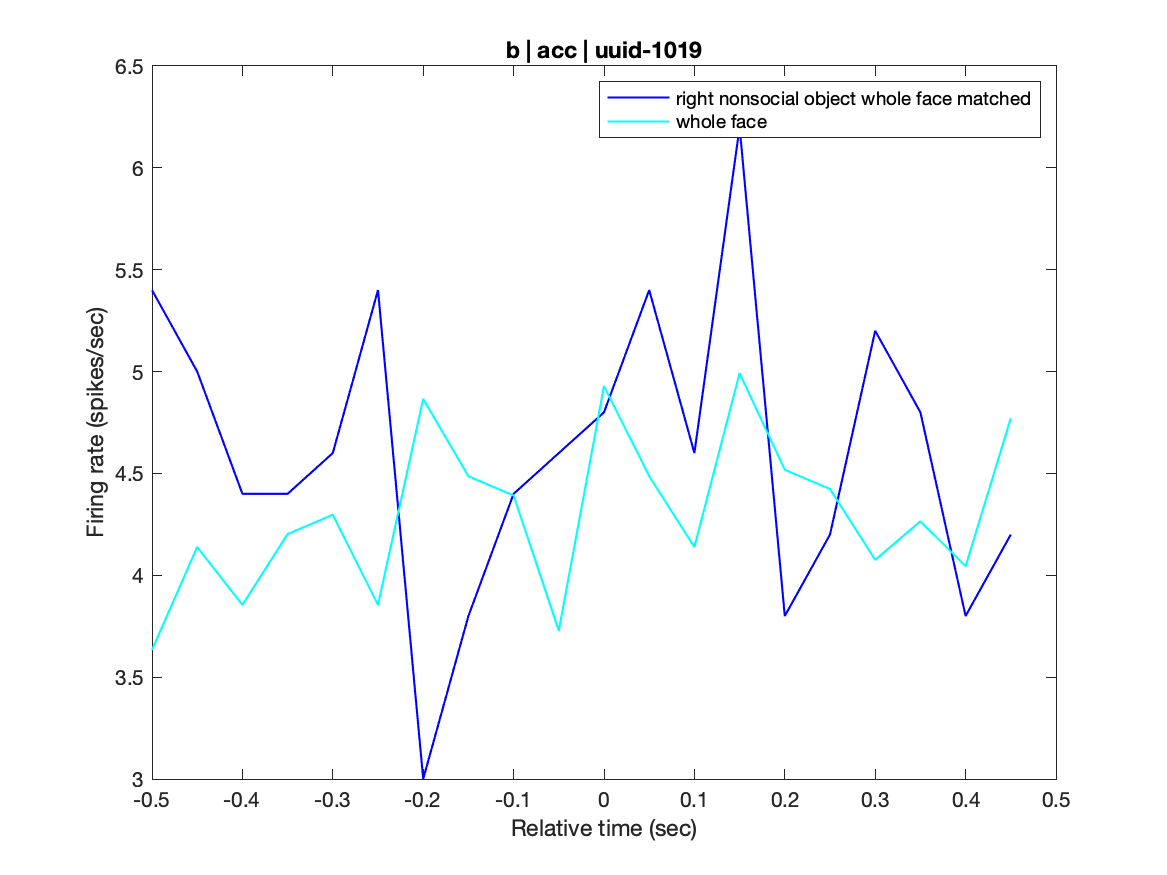 b | acc | uuid-1019
right nonsocial object whole face matched
whole face
6.5
6
5.5
5
4.5
4
3.5
3
Firing rate (spikes/sec)
-0.5 -0.4 -0.3 -0.2 -0.1 0 0.1 0.2 0.3 0.4 0.5
Relative time (sec)